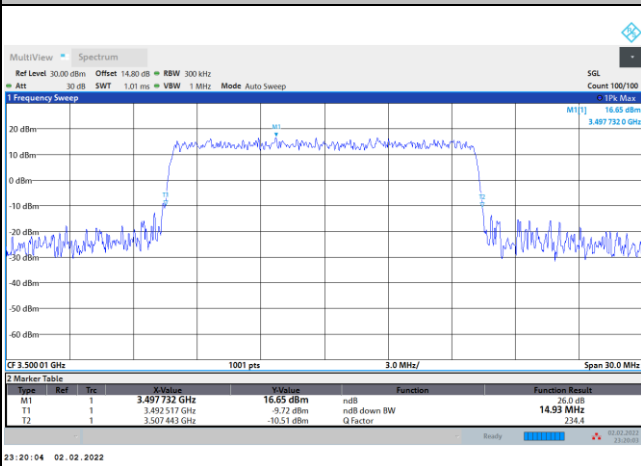 MultiView Spectrum
Ref Level 30.00 dBm Offset 14.80 dB RBW 300 kHz SGL
Att 30 dB SWT 1.01 ms VBW 1 MHz Mode Auto Sweep Count 100/100
1 Frequency Sweep 1Pk Max
M1[1] 16.65 dBm
3.497 732 0 GHz
M1
20 dBm
10 dBm
0 dBm
T1
T2
-10 dBm
-20 dBm
-30 dBm
-40 dBm
-50 dBm
-60 dBm
CF 3.500 01 GHz 1001 pts 3.0 MHz/ Span 30.0 MHz
2 Marker Table
Type Ref Trc X-Value Y-Value Function Function Result
M1 1 3.497 732 GHz 16.65 dBm ndB 26.0 dB
T1 1 3.492 517 GHz -9.72 dBm ndB down BW 14.93 MHz
T2 1 3.507 443 GHz -10.51 dBm Q Factor 234.4
Ready 02.02.2022
23:20:03
23:20:04 02.02.2022